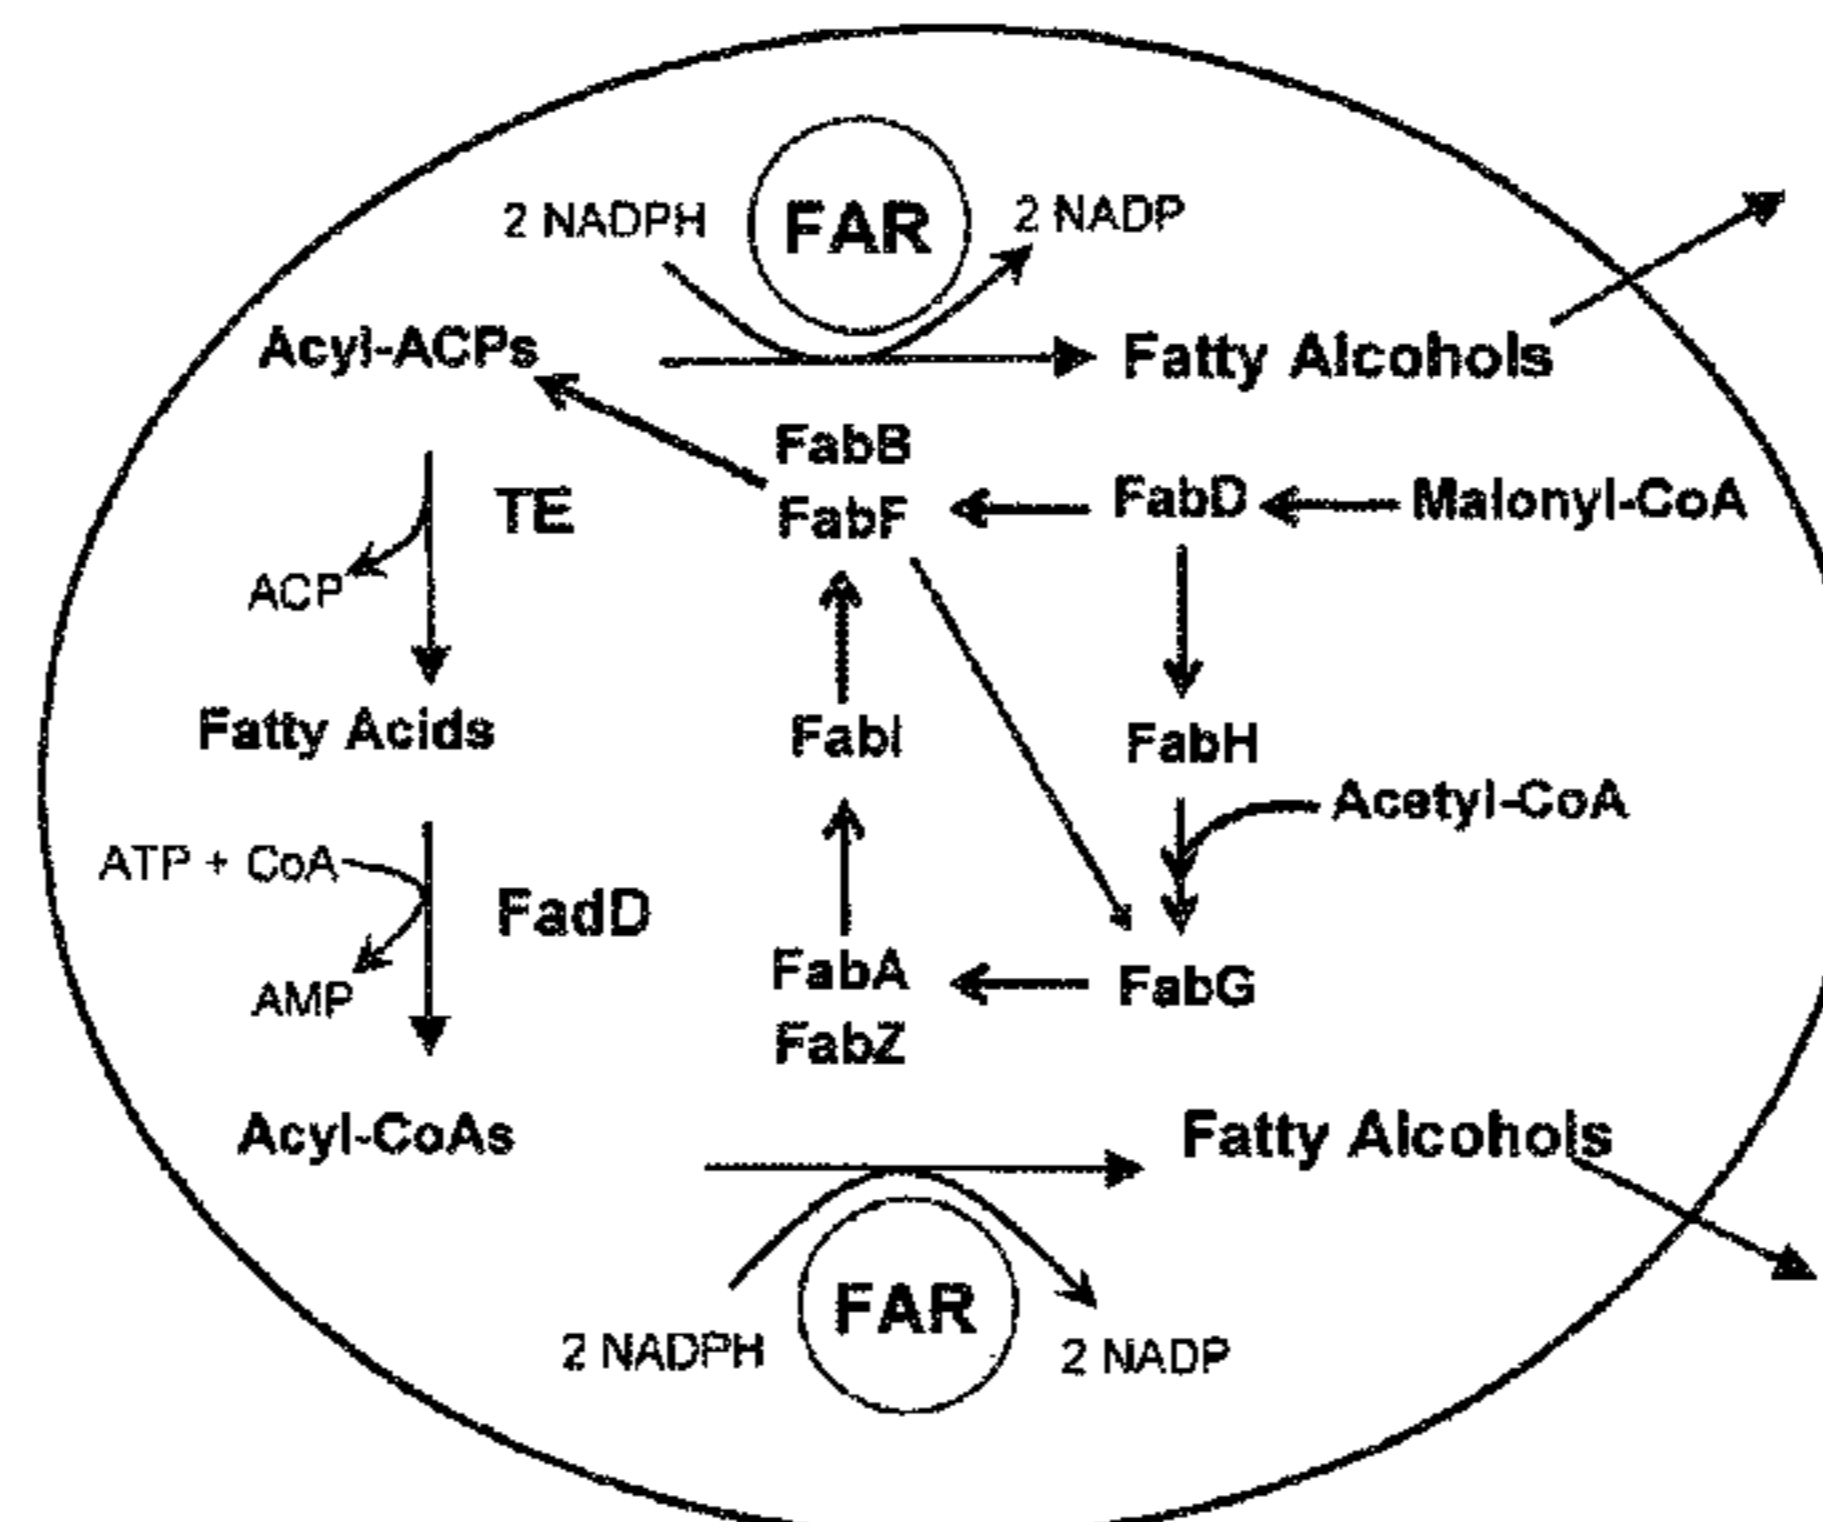 FAR
2 NADPH
2 NADP
Acyl-ACPs
Fatty Alcohols
FabB
FabF
FabD
Malonyl-CoA
TE
ACP
Fatty Acids
FabI
FabH
Acetyl-CoA
ATP + CoA
FadD
AMP
FabA
FabZ
FabG
Acyl-CoAs
Fatty Alcohols
FAR
2 NADPH
2 NADP